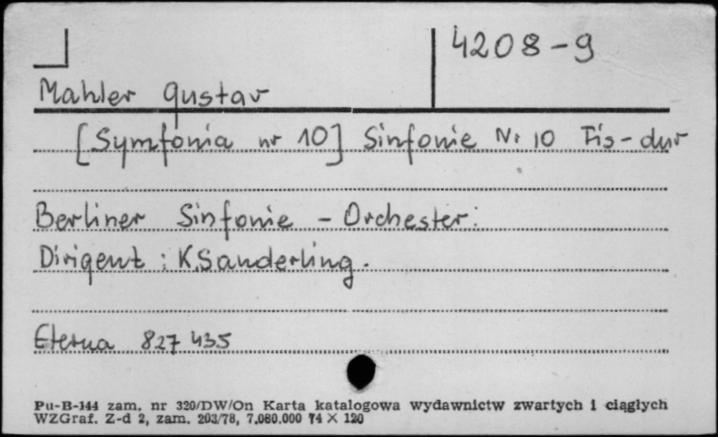 4208-9
Mahler Gustav
[Symfonia nr 10] Sinfonie Nr 10 Fis-dur
Berliner Sinfonie - Orchester:
Dirigent: K.Sanderling.
Eterna 827 435
Pu-B-144 zam. nr 320/DW/On Karta katalogowa wydawnictw zwartych i ciągłych
WZGraf. Z-d 2, zam. 203/78, 7.080.000 74 × 120